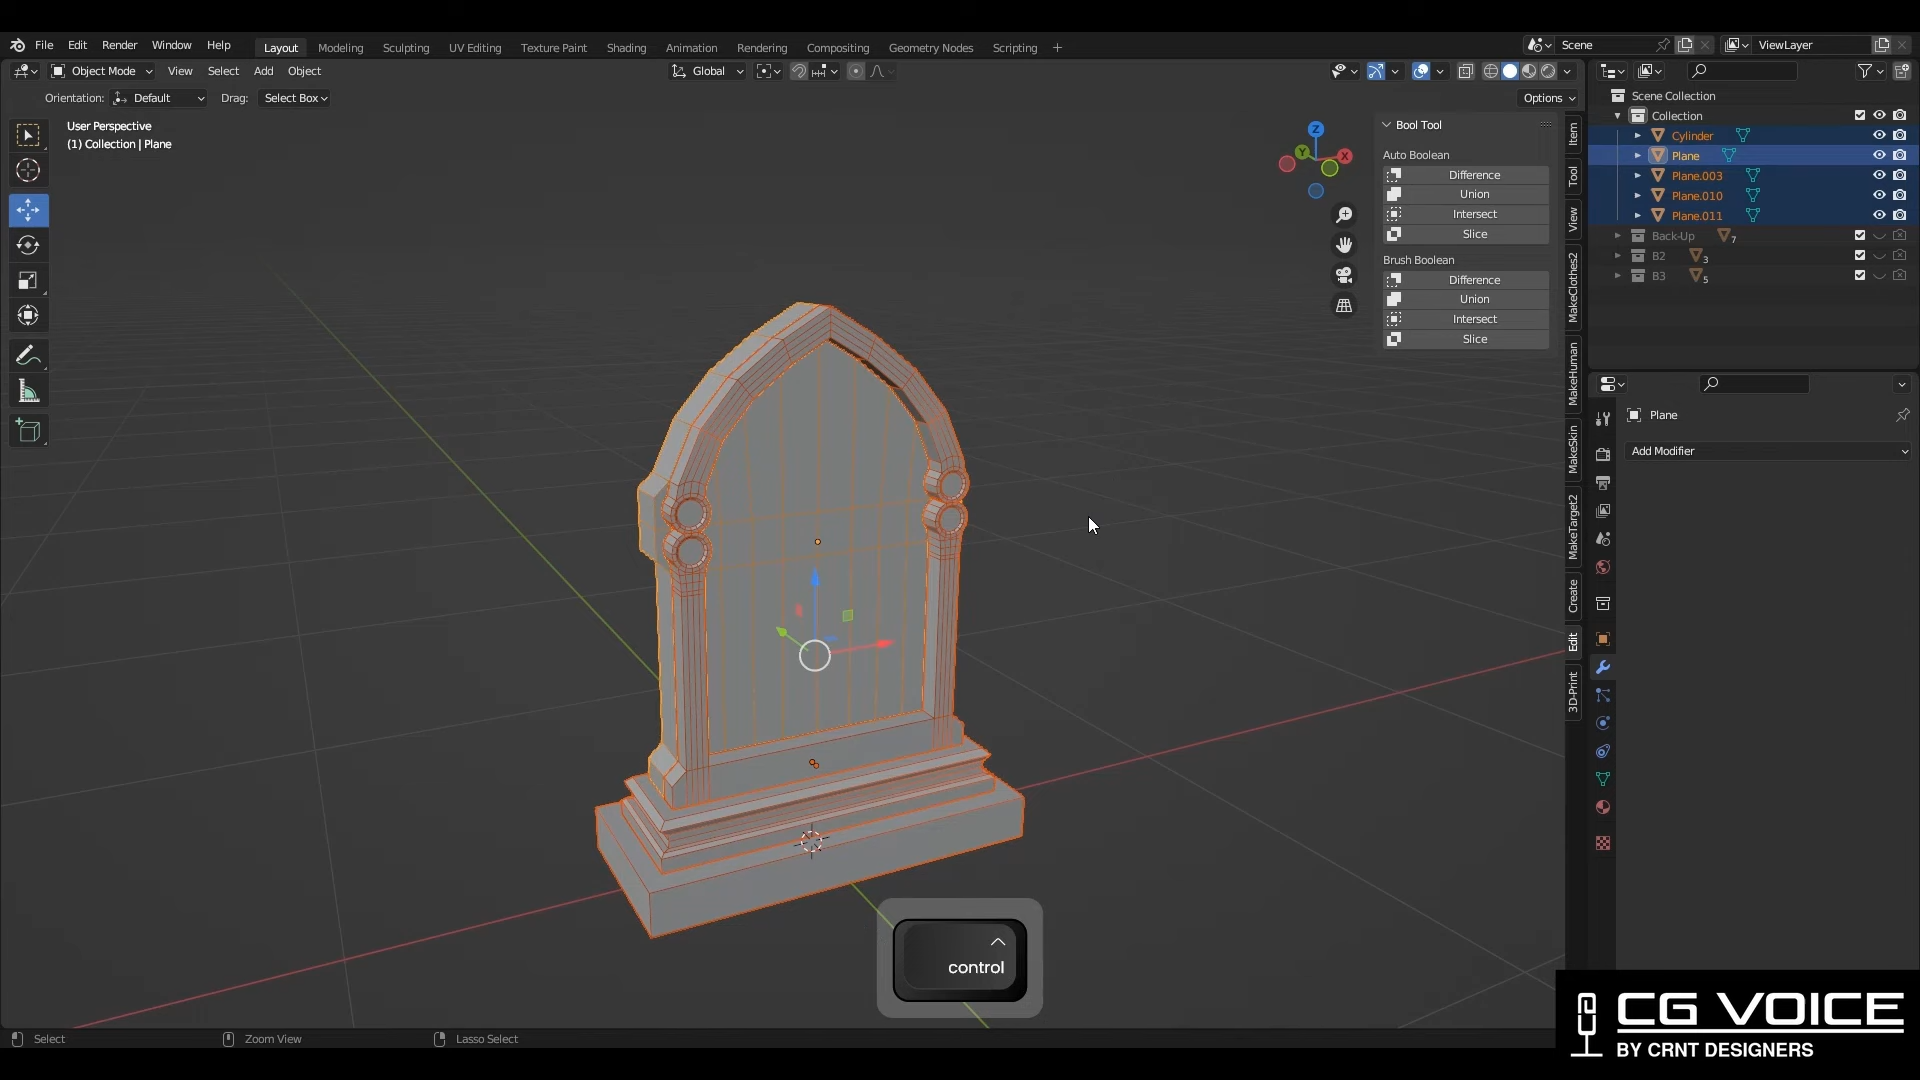 File Edit Render Window Help Layout Modeling Sculpting UV Editing Texture Paint Shading Animation Rendering Compositing Geometry Nodes Scripting + Scene ViewLayer
Object Mode View Select Add Object Global
Orientation: Default Drag: Select Box Options
User Perspective
(1) Collection | Plane
Bool Tool
Auto Boolean
Difference
Union
Intersect
Slice
Brush Boolean
Difference
Union
Intersect
Slice
Z
Y
X
Item
Tool
View
MakeClothes2
MakeHuman
MakeSkin
MakeTarget2
Create
Edit
3D-Print
Scene Collection
Collection
Cylinder
Plane
Plane.003
Plane.010
Plane.011
Back-Up 7
B2 3
B3 5
Plane
Add Modifier
control
Select Zoom View Lasso Select
CG VOICE
BY CRNT DESIGNERS